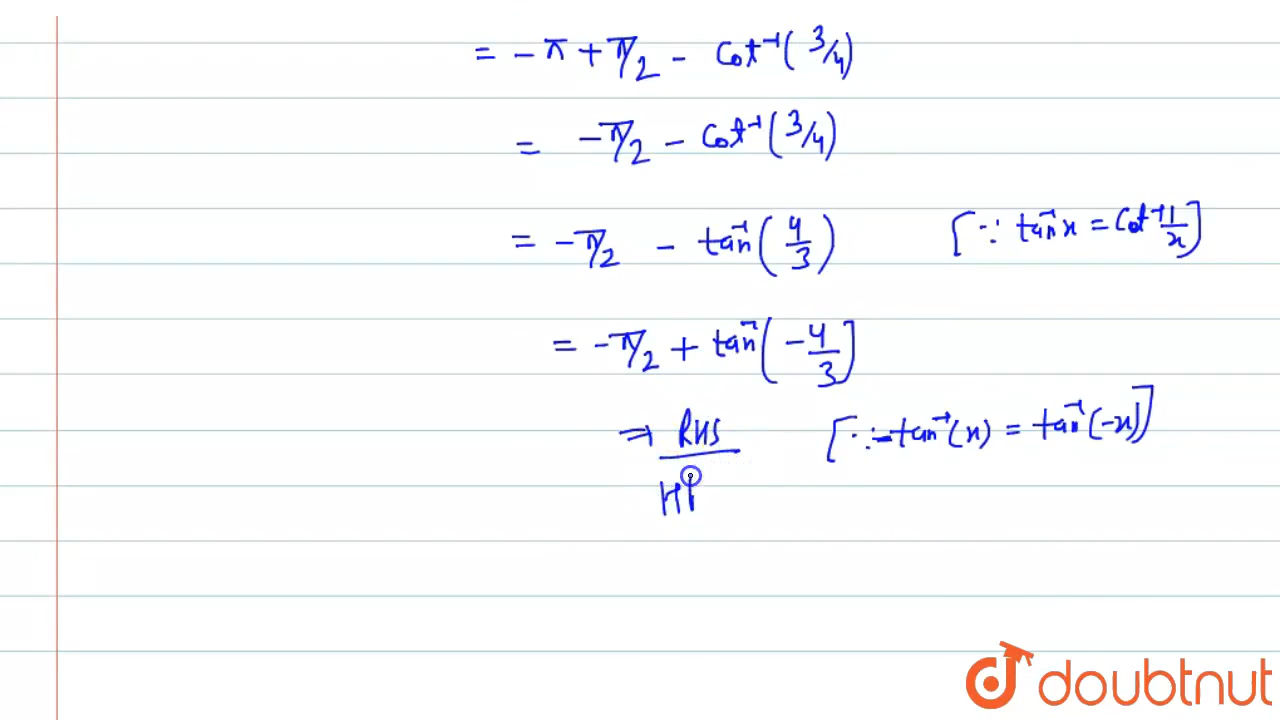 = -π + π/2 - Cot⁻¹(3/4)
= -π/2 - Cot⁻¹(3/4)
= -π/2 - tan⁻¹(4/3) [∵ tan⁻¹x = Cot⁻¹ 1/x]
= -π/2 + tan⁻¹(-4/3]
⇒ RHS [∵ -tan⁻¹(x) = tan⁻¹(-x)]
HP
doubtnut